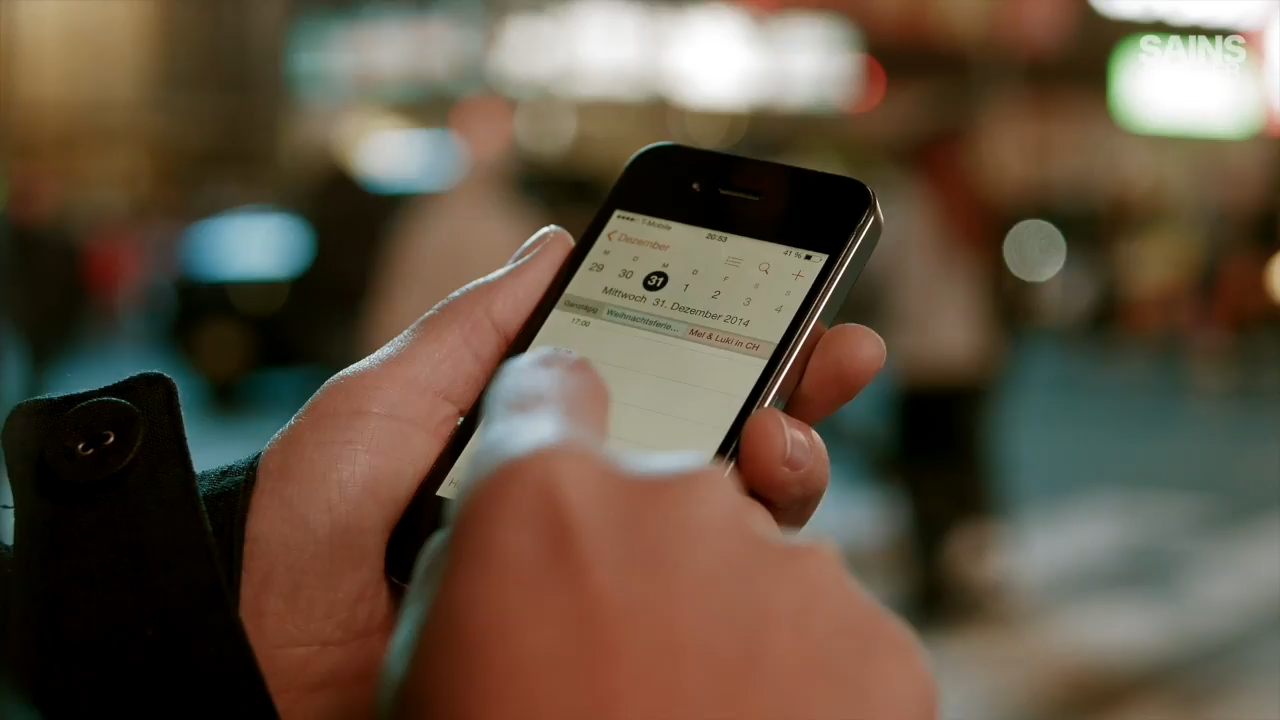 SAINS
T-Mobile 20:53 41 %
Dezember
M D M D F S S
29 30 31 1 2 3 4
Mittwoch 31. Dezember 2014
Ganztägig Weihnachtsferie... Mel & Luki in CH
17:00